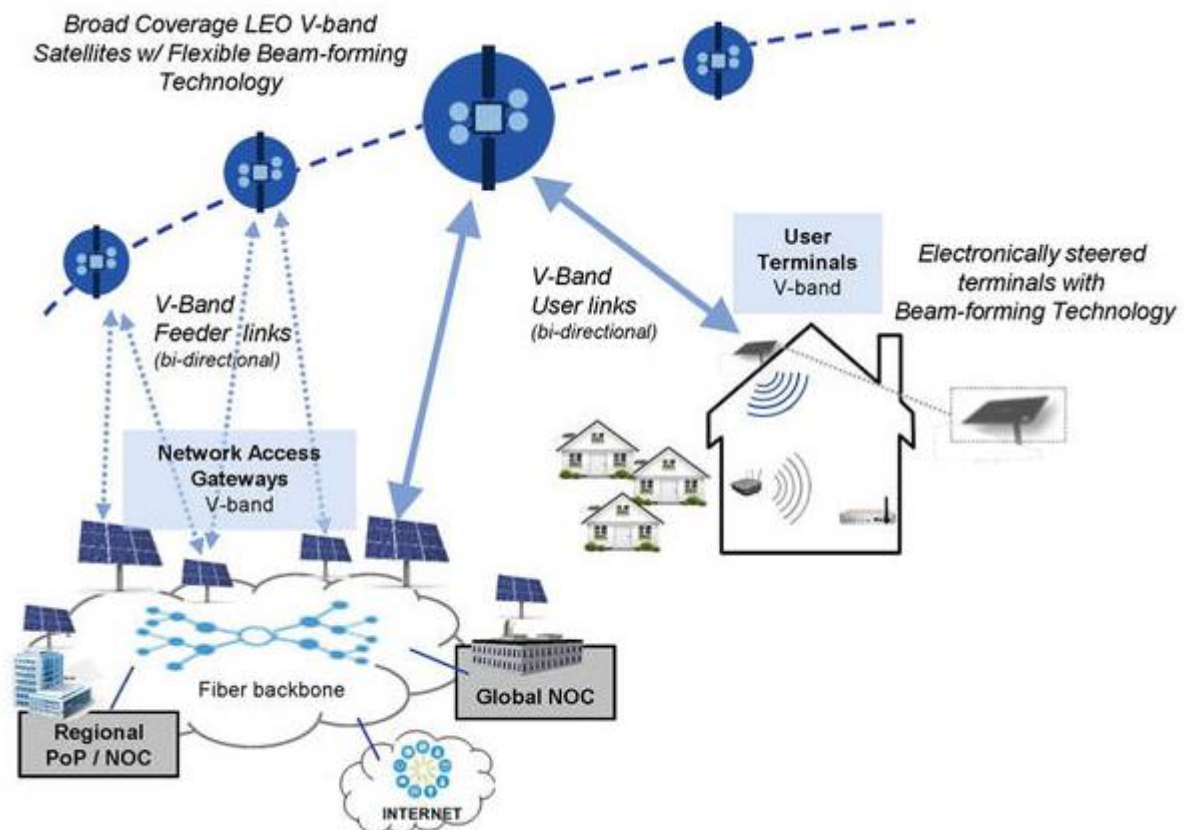 Broad Coverage LEO V-band
Satellites w/ Flexible Beam-forming
Technology
V-Band
Feeder links
(bi-directional)
V-Band
User links
(bi-directional)
User
Terminals
V-band
Electronically steered
terminals with
Beam-forming Technology
Network Access
Gateways
V-band
Fiber backbone
Global NOC
Regional
PoP / NOC
INTERNET